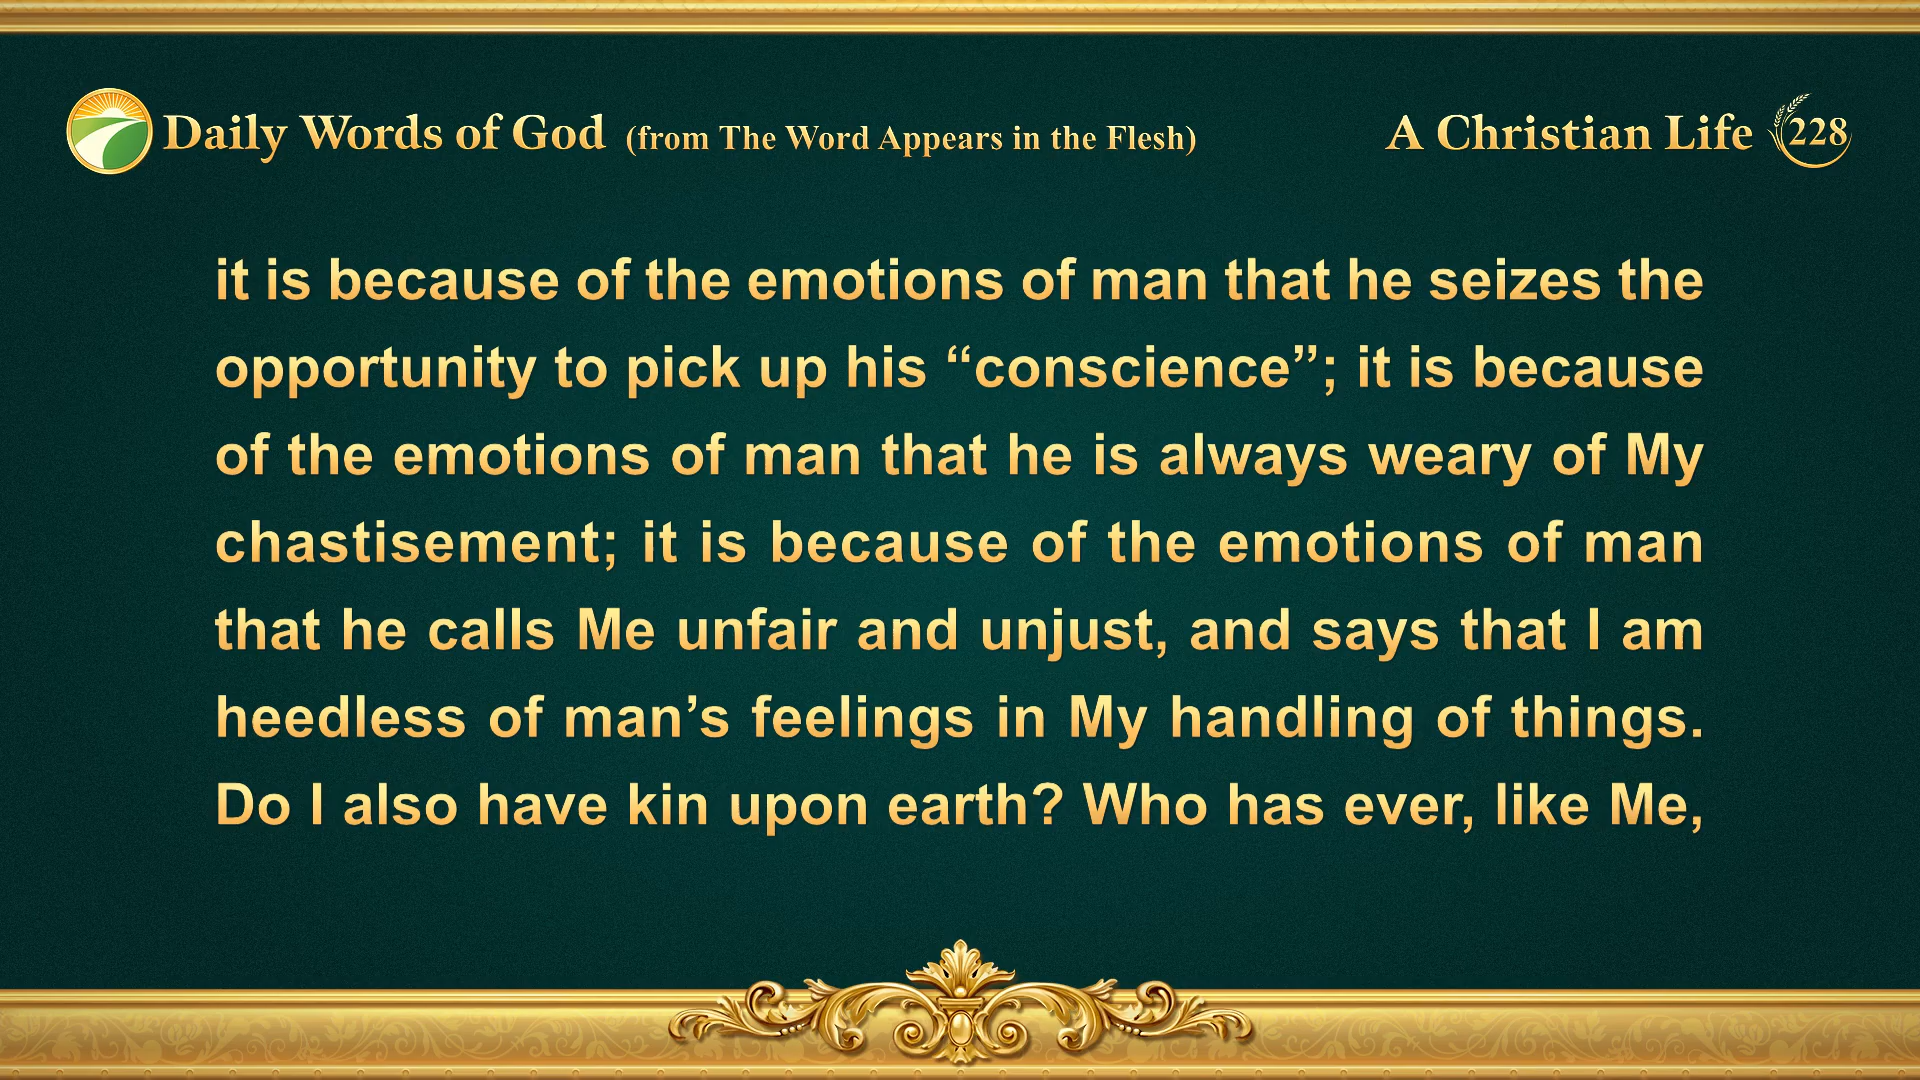 Daily Words of God (from The Word Appears in the Flesh)
A Christian Life 228
it is because of the emotions of man that he seizes the
opportunity to pick up his “conscience”; it is because
of the emotions of man that he is always weary of My
chastisement; it is because of the emotions of man
that he calls Me unfair and unjust, and says that I am
heedless of man’s feelings in My handling of things.
Do I also have kin upon earth? Who has ever, like Me,